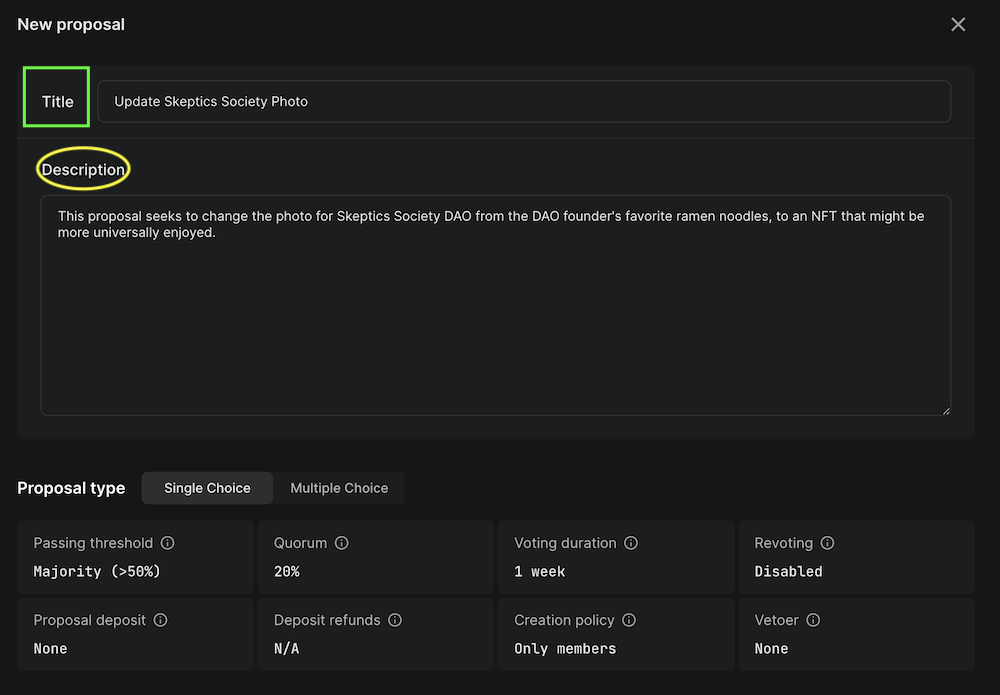 New proposal
Title
Update Skeptics Society Photo
Description
This proposal seeks to change the photo for Skeptics Society DAO from the DAO founder's favorite ramen noodles, to an NFT that might be
more universally enjoyed.
Proposal type
Single Choice
Multiple Choice
Passing threshold
Majority (>50%)
Quorum
20%
Voting duration
1 week
Revoting
Disabled
Proposal deposit
None
Deposit refunds
N/A
Creation policy
Only members
Vetoer
None